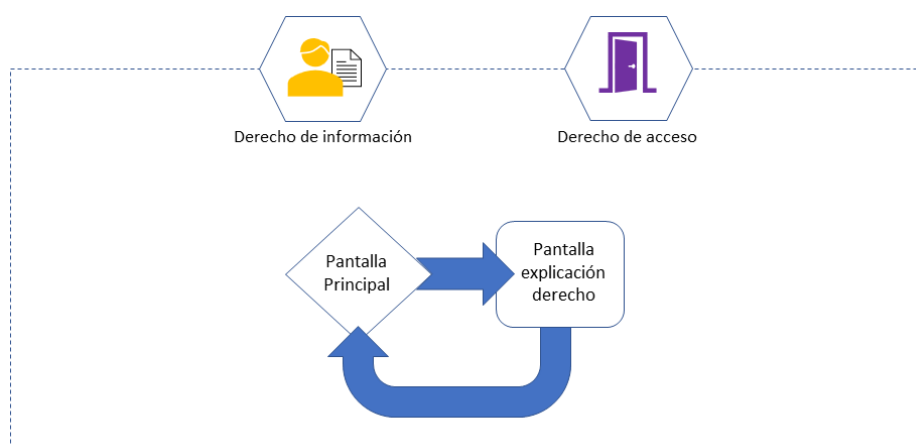 Derecho de información
Derecho de acceso
Pantalla
Principal
Pantalla
explicación
derecho